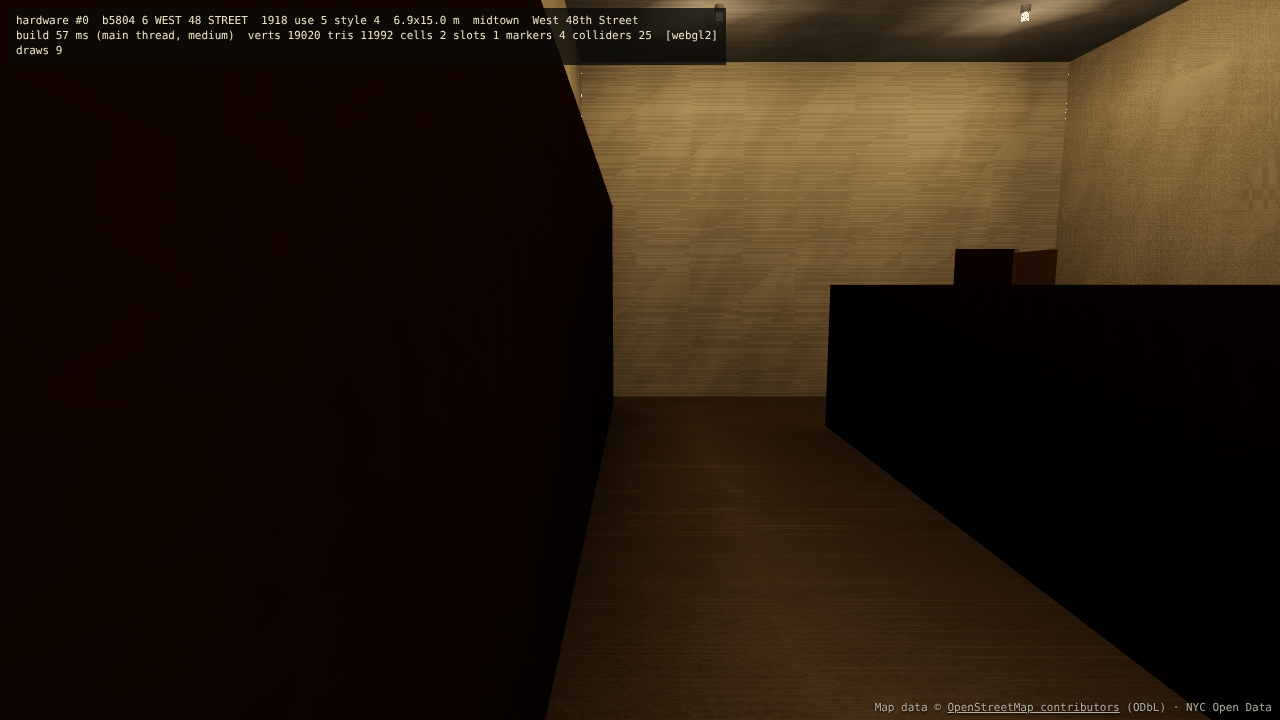 hardware #0  b5804 6 WEST 48 STREET  1918 use 5 style 4  6.9x15.0 m  midtown  West 48th Street
build 57 ms (main thread, medium)  verts 19020 tris 11992 cells 2 slots 1 markers 4 colliders 25  [webgl2]
draws 9
Map data © OpenStreetMap contributors (ODbL) · NYC Open Data